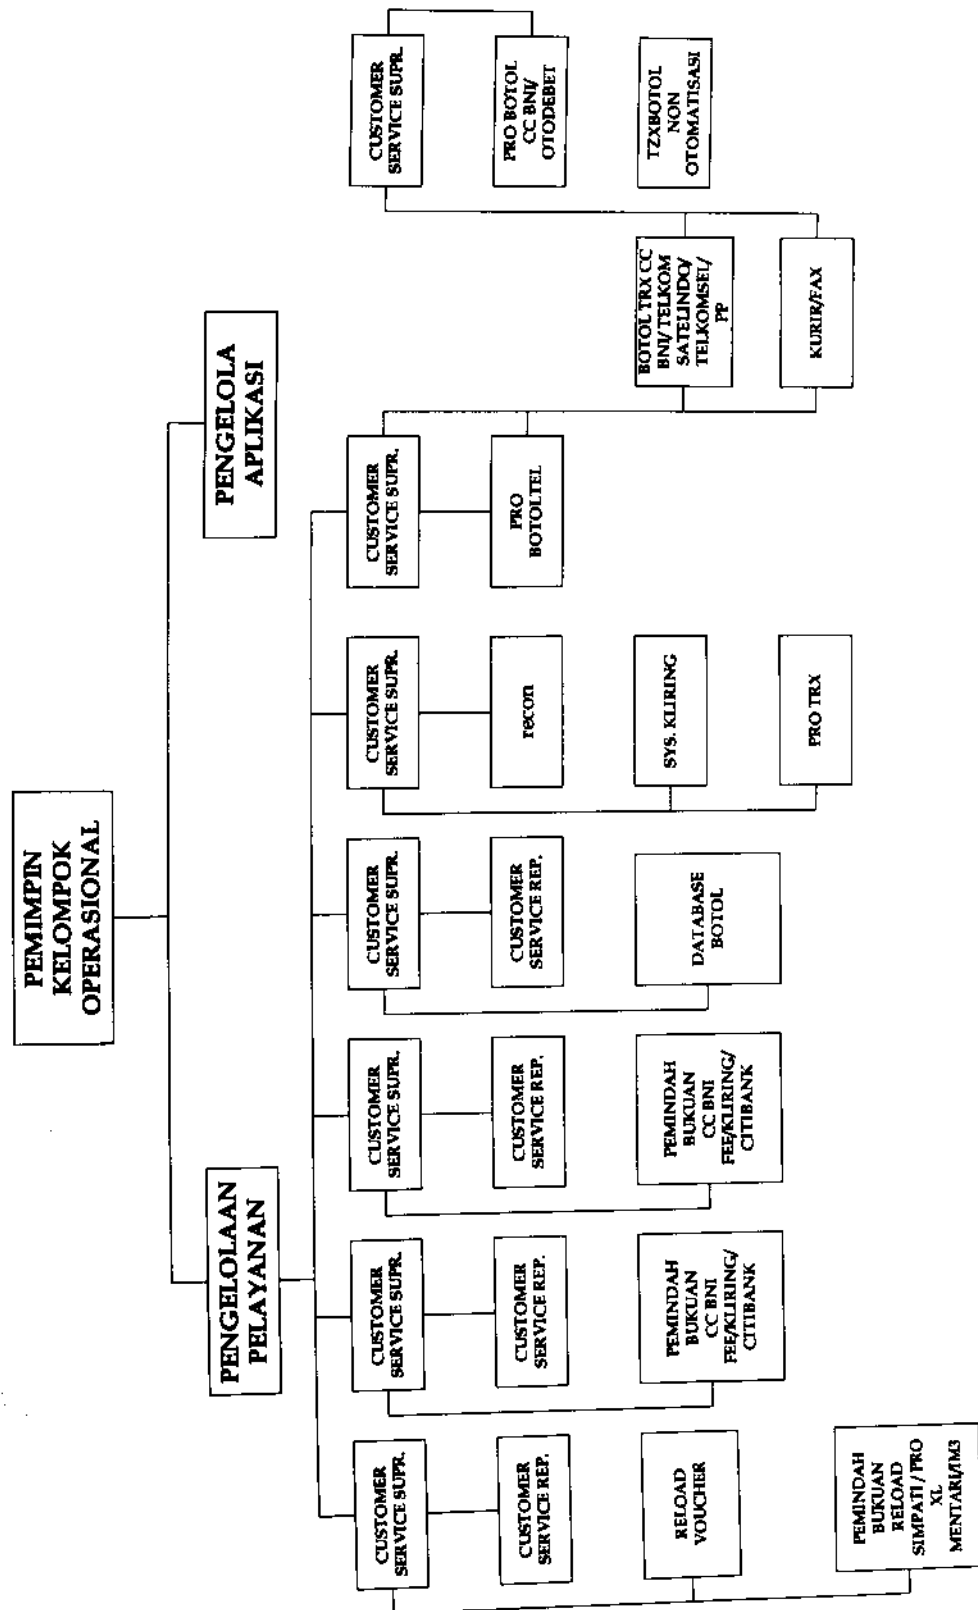 PEMIMPIN
KELOMPOK
OPERASIONAL
PENGELOLAAN
PELAYANAN
PENGELOLA
APLIKASI
CUSTOMER
SERVICE SUPR.
CUSTOMER
SERVICE SUPR.
CUSTOMER
SERVICE SUPR.
CUSTOMER
SERVICE SUPR.
CUSTOMER
SERVICE SUPR.
CUSTOMER
SERVICE SUPR.
CUSTOMER
SERVICE SUPR.
CUSTOMER
SERVICE REP.
CUSTOMER
SERVICE REP.
CUSTOMER
SERVICE REP.
CUSTOMER
SERVICE REP.
recon
PRO
BOTOLTEL
PRO BOTOL
CC BNI/
OTODEBET
RELOAD
VOUCHER
PEMINDAH
BUKUAN
CC BNI
FEE/KLIRING/
CITIBANK
PEMINDAH
BUKUAN
CC BNI
FEE/KLIRING/
CITIBANK
DATABASE
BOTOL
SYS. KLIRING
BOTOL TRX CC
BNI/ TELKOM
SATELINDO/
TELKOMSEL/
PP
TZXBOTOL
NON
OTOMATISASI
PEMINDAH
BUKUAN
RELOAD
SIMPATI / PRO
XL
MENTARI/IM3
PRO TRX
KURIR/FAX